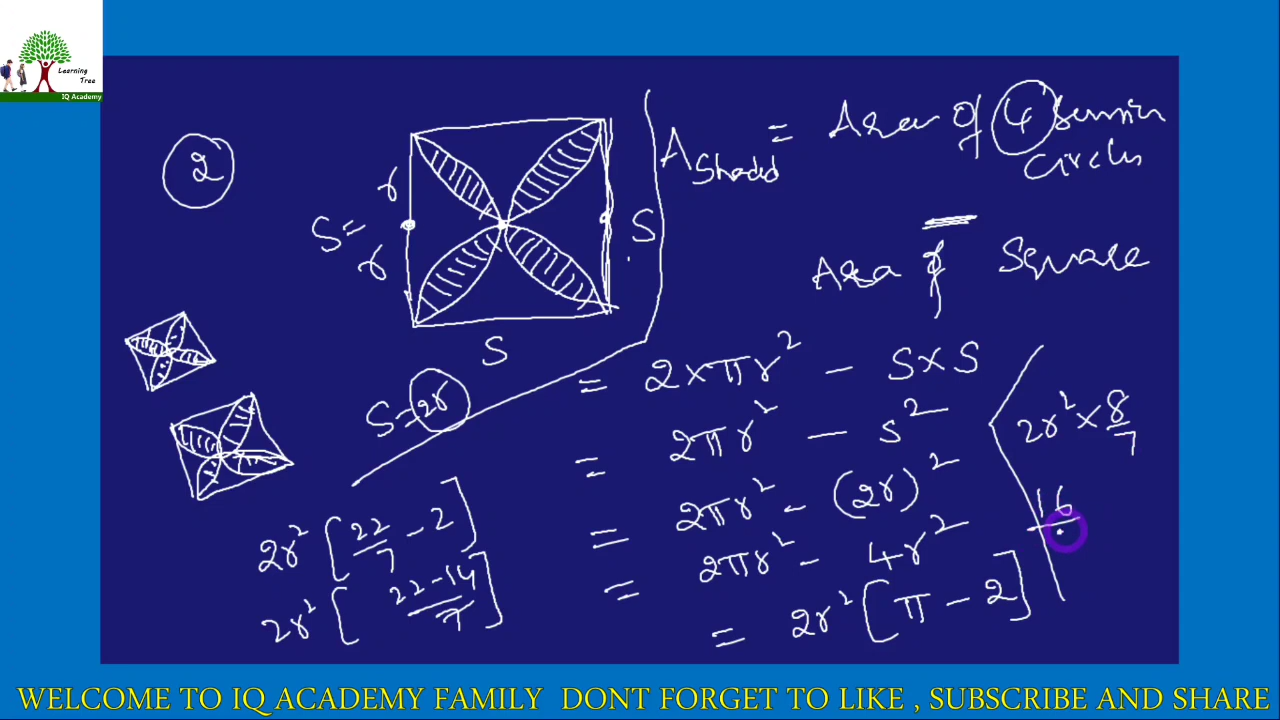 Learning
Tree
IQ Academy
2
r
S =
r
S
S
S = 2r
A Shaded = Area of 4 Semi
Circles
—
Area of Square
= 2 × πr² – S × S
= 2πr² – s²
= 2πr² - (2r)²
= 2πr² - 4r²
= 2r² [ π – 2 ]
2r² [ 22/7 - 2 ]
2r² [ 22-14/7 ]
2r² × 8/7
16
WELCOME TO IQ ACADEMY FAMILY DONT FORGET TO LIKE , SUBSCRIBE AND SHARE